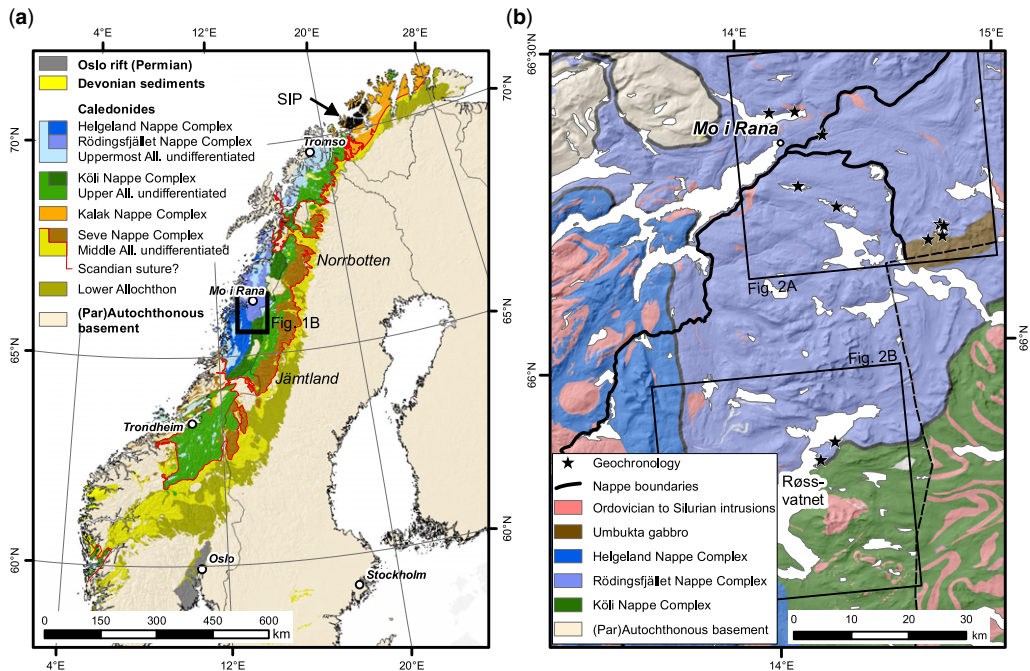 (a)
4°E
12°E
20°E
28°E
70°N
70°N
65°N
65°N
60°N
60°N
4°E
12°E
20°E
Oslo rift (Permian)
Devonian sediments
Caledonides
Helgeland Nappe Complex
Rödingsfjället Nappe Complex
Uppermost All. undifferentiated
Köli Nappe Complex
Upper All. undifferentiated
Kalak Nappe Complex
Seve Nappe Complex
Middle All. undifferentiated
Scandian suture?
Lower Allochthon
(Par)Autochthonous
basement
SIP
Tromso
Norrbotten
Mo i Rana
Fig. 1B
Jämtland
Trondheim
Oslo
Stockholm
0 150 300 450 600
km
(b)
14°E
15°E
66°30'N
66°N
66°N
14°E
Mo i Rana
Fig. 2A
Fig. 2B
Røss-
vatnet
Geochronology
Nappe boundaries
Ordovician to Silurian intrusions
Umbukta gabbro
Helgeland Nappe Complex
Rödingsfjället Nappe Complex
Köli Nappe Complex
(Par)Autochthonous basement
0 10 20 30
km